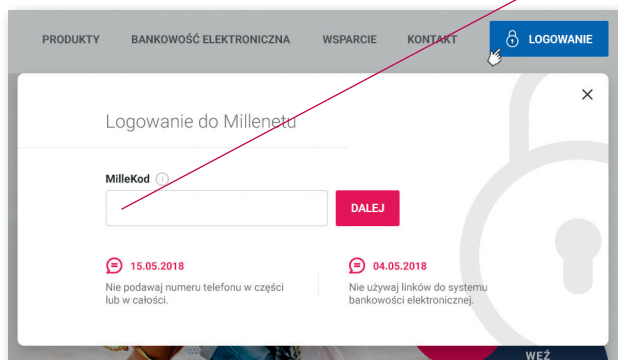 PRODUKTY BANKOWOŚĆ ELEKTRONICZNA WSPARCIE KONTAKT LOGOWANIE
Logowanie do Millenetu
MilleKod
DALEJ
15.05.2018
Nie podawaj numeru telefonu w części
lub w całości.
04.05.2018
Nie używaj linków do systemu
bankowości elektronicznej.
WEŹ